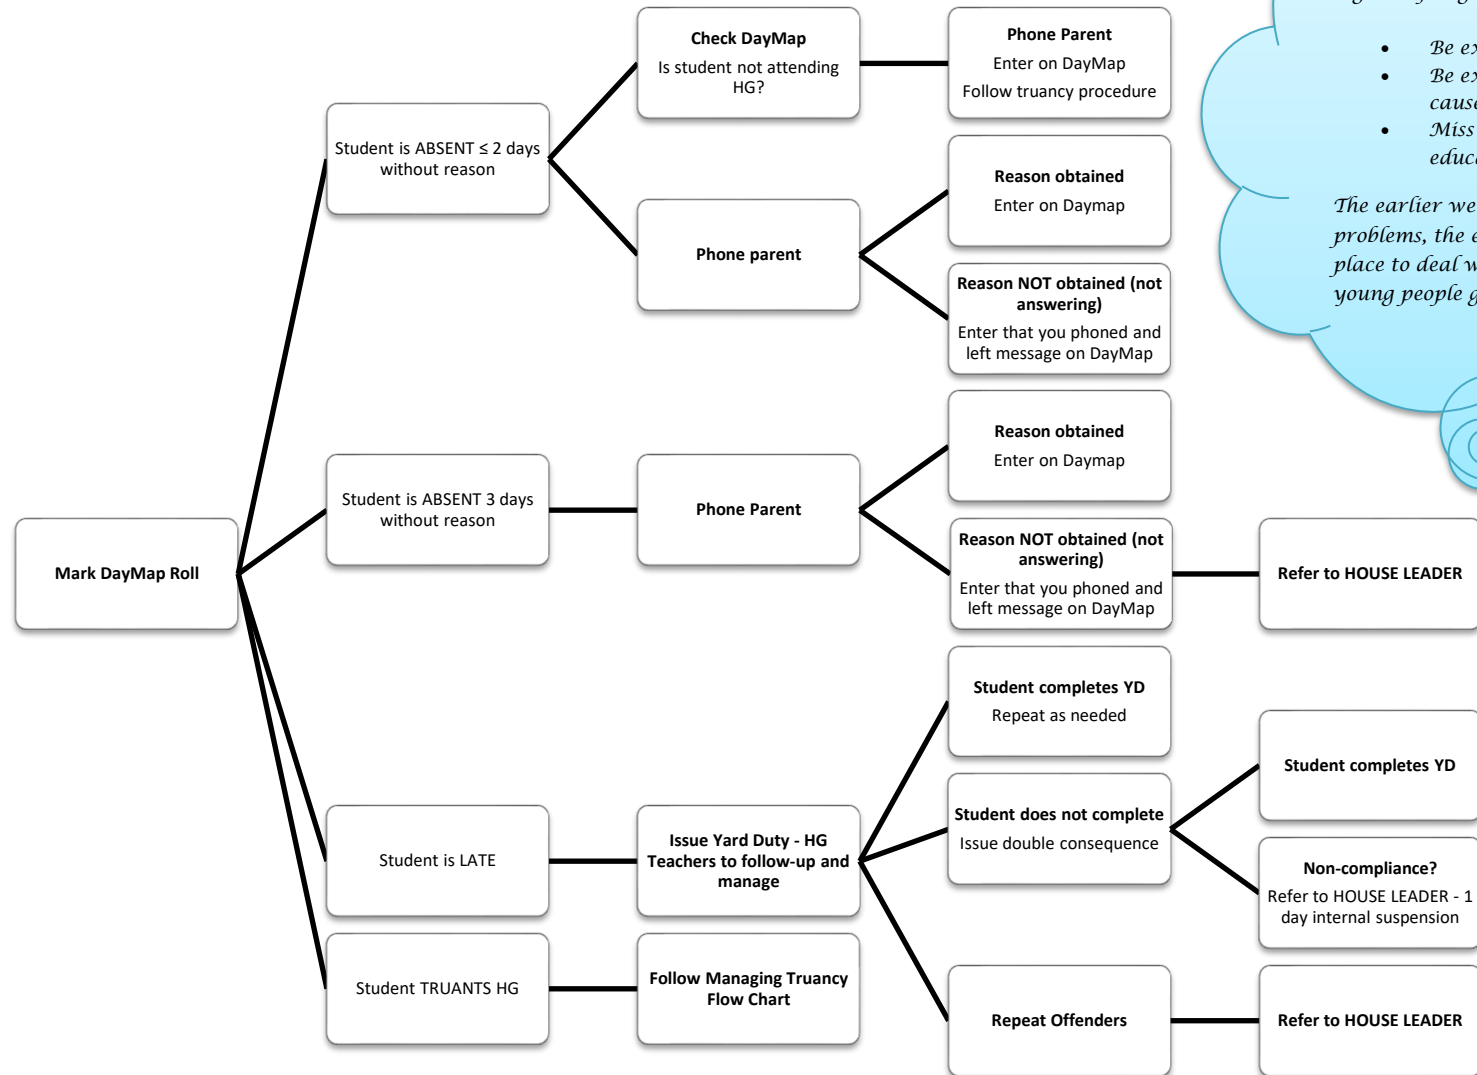 Check DayMap
Is student not attending
HG?
Phone Parent
Enter on DayMap
Follow truancy procedure
Student is ABSENT ≤ 2 days
without reason
Phone parent
Reason obtained
Enter on Daymap
Reason NOT obtained (not
answering)
Enter that you phoned and
left message on DayMap
• Be
• Be
cause
• Miss
The earlier we
problems, the
place to deal
young people
Mark DayMap Roll
Student is ABSENT 3 days
without reason
Phone Parent
Reason obtained
Enter on Daymap
Reason NOT obtained (not
answering)
Enter that you phoned and
left message on DayMap
Refer to HOUSE LEADER
Student is LATE
Issue Yard Duty - HG
Teachers to follow-up and
manage
Student completes YD
Repeat as needed
Student does not complete
Issue double consequence
Student completes YD
Non-compliance?
Refer to HOUSE LEADER - 1
day internal suspension
Repeat Offenders
Refer to HOUSE LEADER
Student TRUANTS HG
Follow Managing Truancy
Flow Chart